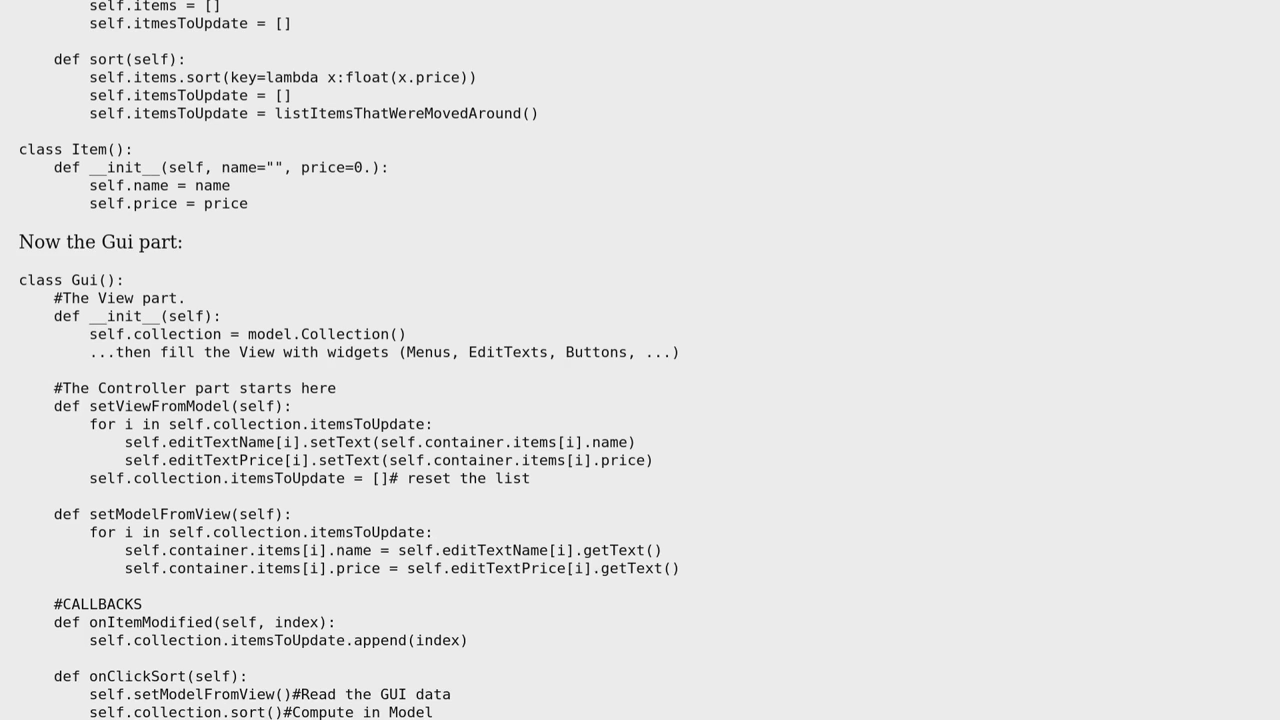 self.items = []
        self.itmesToUpdate = []

    def sort(self):
        self.items.sort(key=lambda x:float(x.price))
        self.itemsToUpdate = []
        self.itemsToUpdate = listItemsThatWereMovedAround()

class Item():
    def __init__(self, name="", price=0.):
        self.name = name
        self.price = price

Now the Gui part:

class Gui():
    #The View part.
    def __init__(self):
        self.collection = model.Collection()
        ...then fill the View with widgets (Menus, EditTexts, Buttons, ...)

    #The Controller part starts here
    def setViewFromModel(self):
        for i in self.collection.itemsToUpdate:
            self.editTextName[i].setText(self.container.items[i].name)
            self.editTextPrice[i].setText(self.container.items[i].price)
        self.collection.itemsToUpdate = []# reset the list

    def setModelFromView(self):
        for i in self.collection.itemsToUpdate:
            self.container.items[i].name = self.editTextName[i].getText()
            self.container.items[i].price = self.editTextPrice[i].getText()

    #CALLBACKS
    def onItemModified(self, index):
        self.collection.itemsToUpdate.append(index)

    def onClickSort(self):
        self.setModelFromView()#Read the GUI data
        self.collection.sort()#Compute in Model